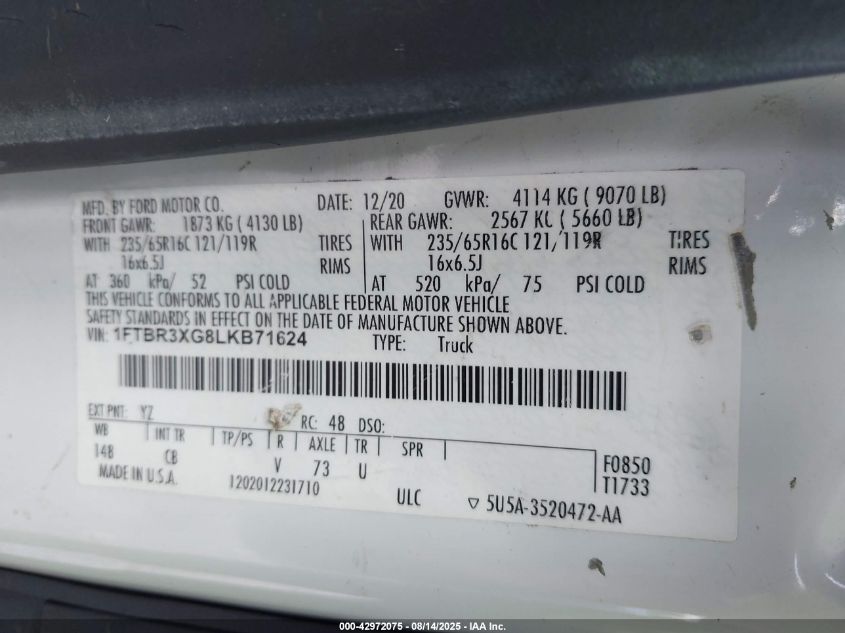 MFD. BY FORD MOTOR CO. DATE: 12/20 GVWR: 4114 KG ( 9070 LB)
FRONT GAWR: 1873 KG ( 4130 LB) REAR GAWR: 2567 KG ( 5660 LB)
WITH 235/65R16C 121/119R TIRES WITH 235/65R16C 121/119R TIRES
16x6.5J RIMS 16x6.5J RIMS
AT 360 kPa/ 52 PSI COLD AT 520 kPa/ 75 PSI COLD
THIS VEHICLE CONFORMS TO ALL APPLICABLE FEDERAL MOTOR VEHICLE
SAFETY STANDARDS IN EFFECT ON THE DATE OF MANUFACTURE SHOWN ABOVE.
VIN: 1FTBR3XG8LKB71624 TYPE: Truck
EXT PNT: YZ RC: 48 DSO:
WB INT TR TP/PS R AXLE TR SPR
148 CB V 73 U F0850
T1733
MADE IN U.S.A. 1202012231710 ULC ▽ 5U5A-3520472-AA
000-42972075 - 08/14/2025 - IAA Inc.